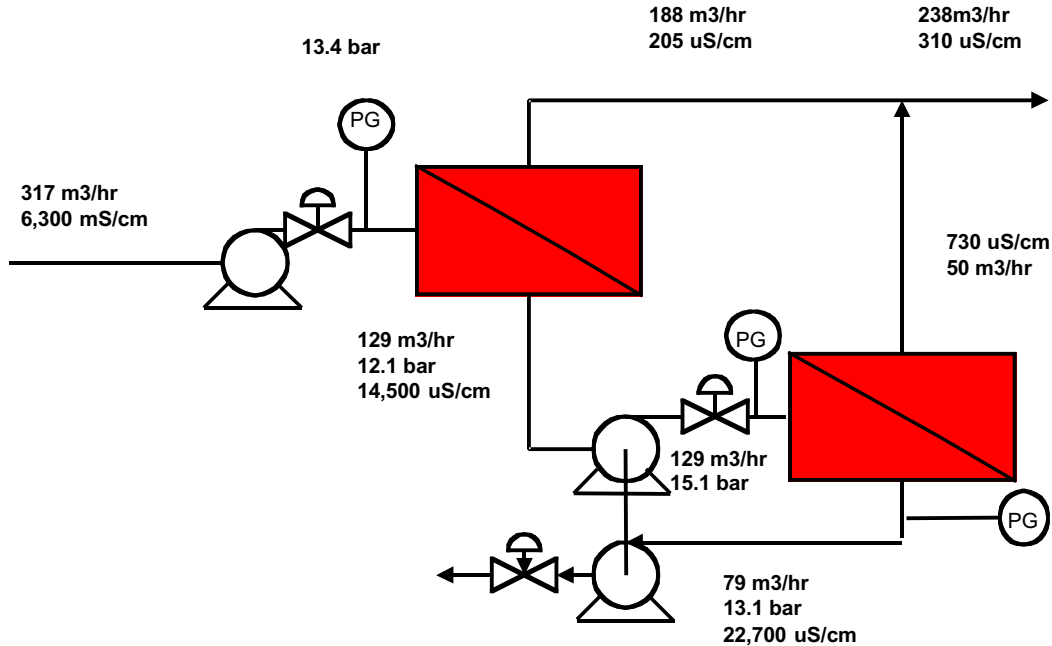 188 m3/hr
205 uS/cm
238m3/hr
310 uS/cm
13.4 bar
PG
317 m3/hr
6,300 mS/cm
730 uS/cm
50 m3/hr
129 m3/hr
12.1 bar
14,500 uS/cm
PG
129 m3/hr
15.1 bar
PG
79 m3/hr
13.1 bar
22,700 uS/cm